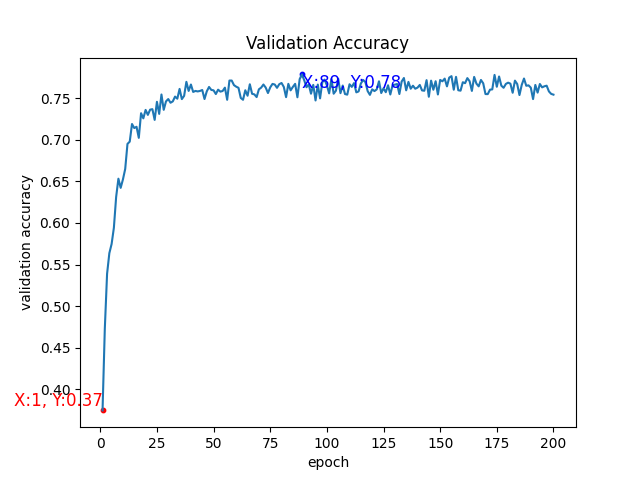 Validation Accuracy
X:89, Y:0.78
0.75
0.70
0.65
0.60
0.55
0.50
0.45
0.40
validation accuracy
X:1, Y:0.37
0 25 50 75 100 125 150 175 200
epoch